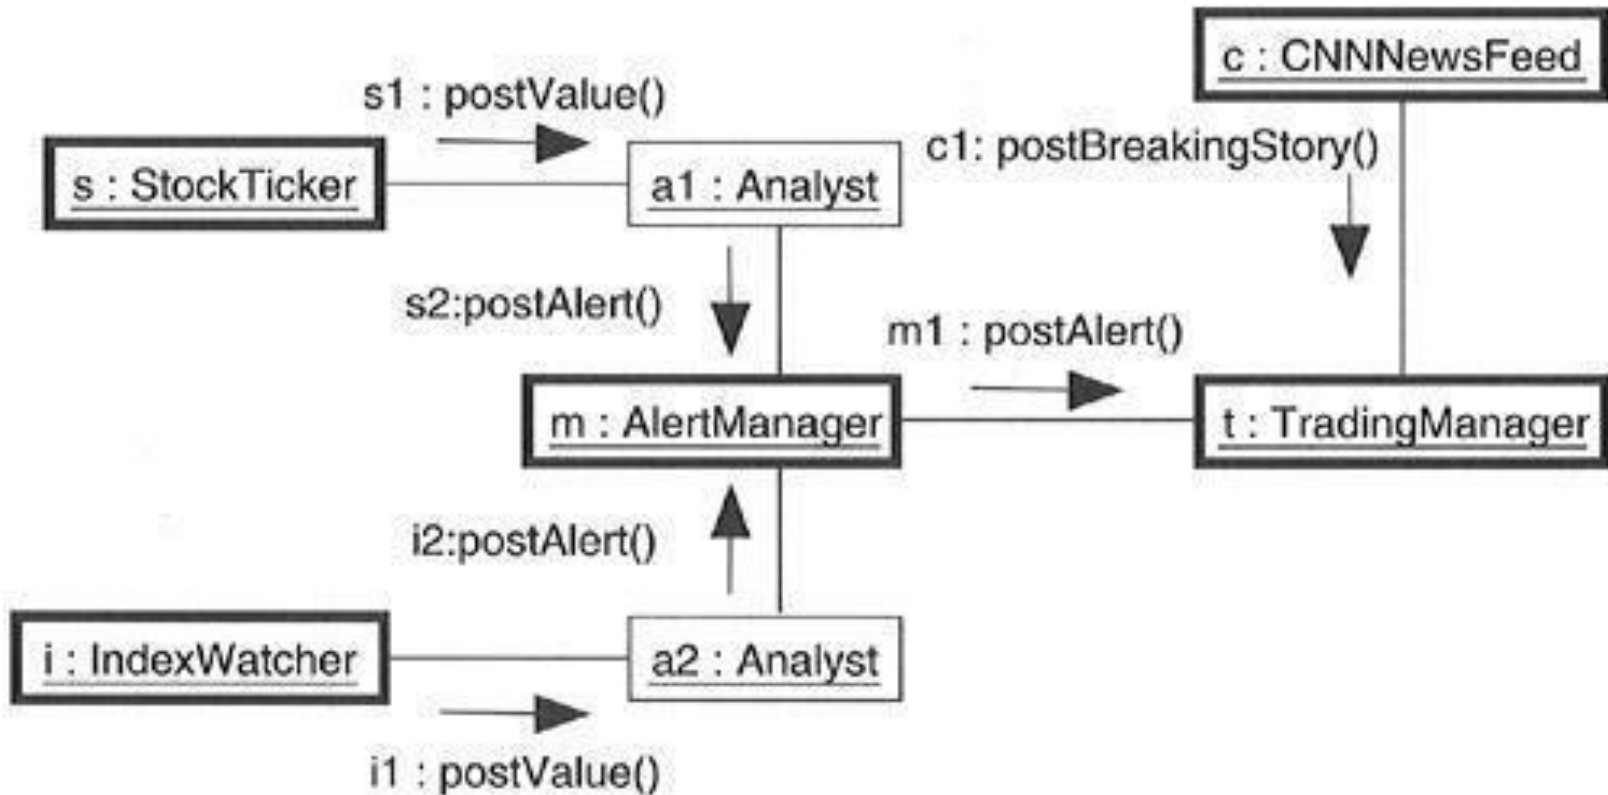 c : CNNNewsFeed
s1 : postValue()
c1: postBreakingStory()
s : StockTicker
a1 : Analyst
s2:postAlert()
m1 : postAlert()
m : AlertManager
t : TradingManager
i2:postAlert()
i : IndexWatcher
a2 : Analyst
i1 : postValue()